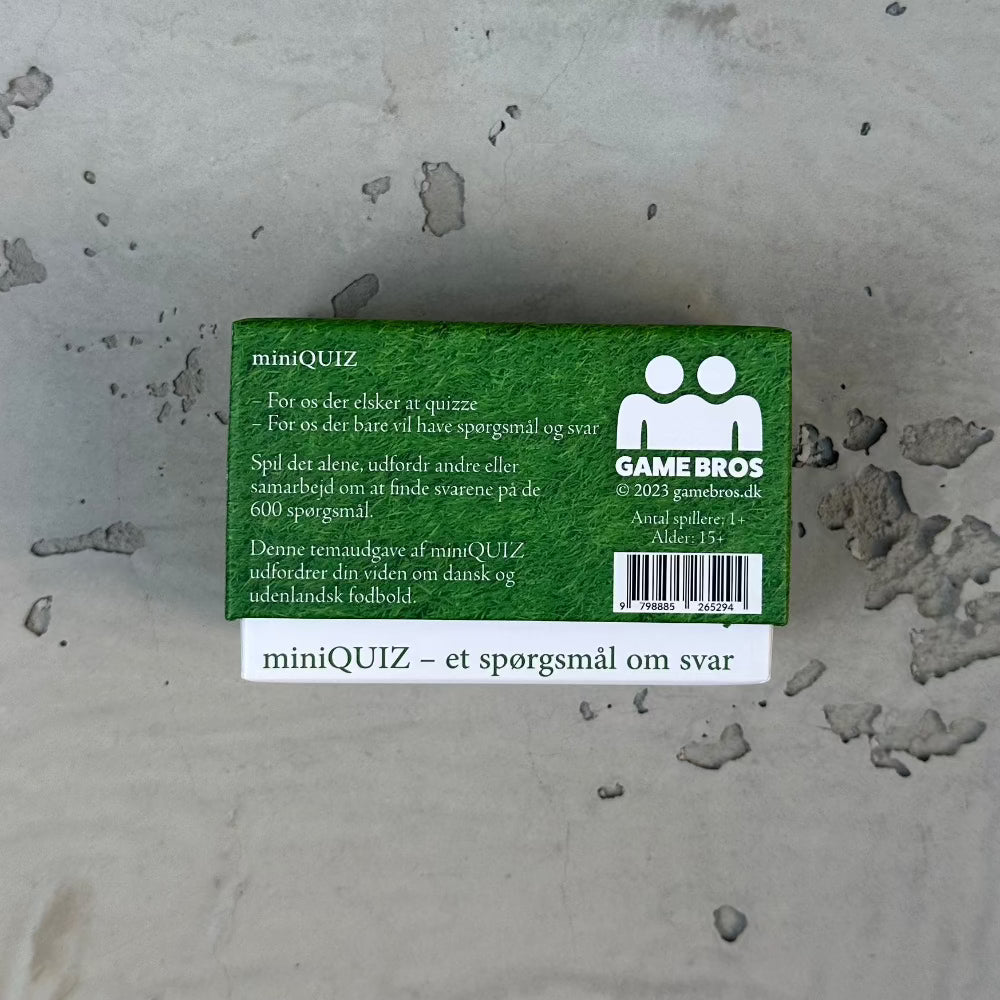 miniQUIZ
– For os der elsker at quizze
– For os der bare vil have spørgsmål og svar
Spil det alene, udfordr andre eller
samarbejd om at finde svarene på de
600 spørgsmål.
Denne temaudgave af miniQUIZ
udfordrer din viden om dansk og
udenlandsk fodbold.
GAME BROS
© 2023 gamebros.dk
Antal spillere: 1+
Alder: 15+
9 798885 265294
miniQUIZ – et spørgsmål om svar